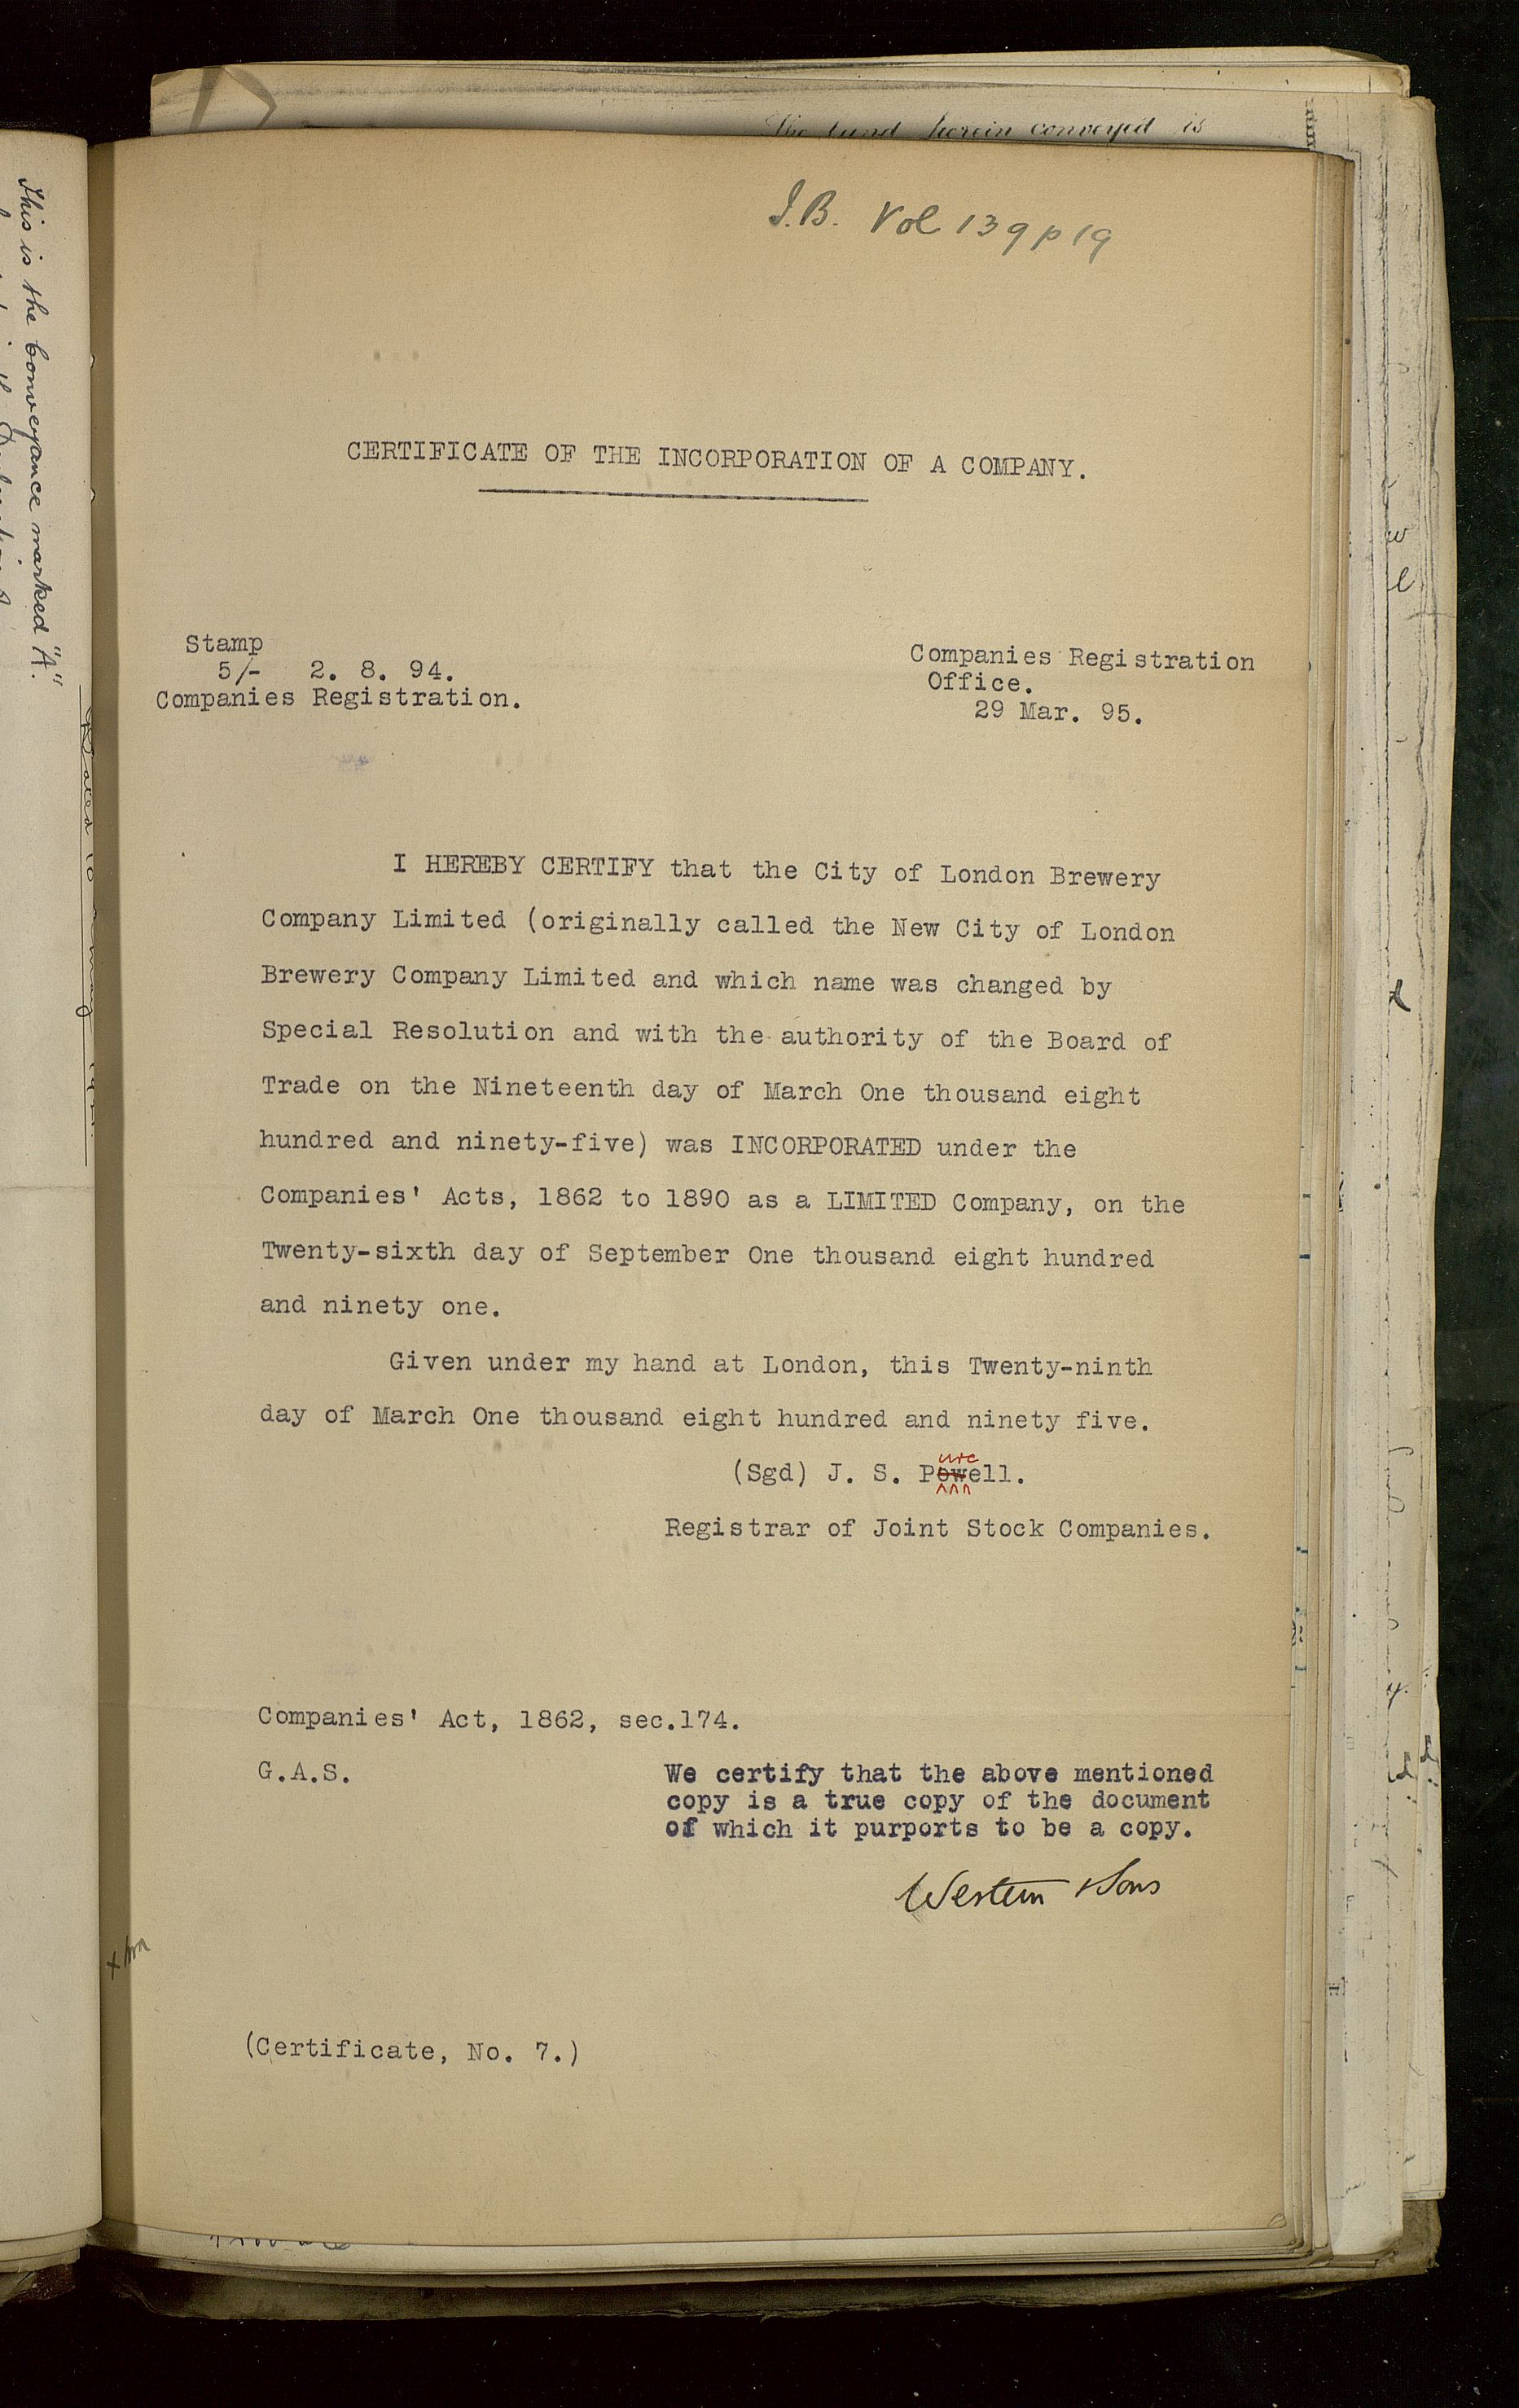 The land herein conveyed is
I.B. Vol 139 p 19
This is the conveyance marked "A".
CERTIFICATE OF THE INCORPORATION OF A COMPANY.
Stamp
5/- 2. 8. 94.
Companies Registration.
Companies Registration
Office.
29 Mar. 95.
I HEREBY CERTIFY that the City of London Brewery
Company Limited (originally called the New City of London
Brewery Company Limited and which name was changed by
Special Resolution and with the authority of the Board of
Trade on the Nineteenth day of March One thousand eight
hundred and ninety-five) was INCORPORATED under the
Companies' Acts, 1862 to 1890 as a LIMITED Company, on the
Twenty-sixth day of September One thousand eight hundred
and ninety one.
Given under my hand at London, this Twenty-ninth
day of March One thousand eight hundred and ninety five.
urc
(Sgd) J. S. Powell.
Registrar of Joint Stock Companies.
Companies' Act, 1862, sec.174.
G.A.S.
We certify that the above mentioned
copy is a true copy of the document
of which it purports to be a copy.
Western & Sons
(Certificate, No. 7.)